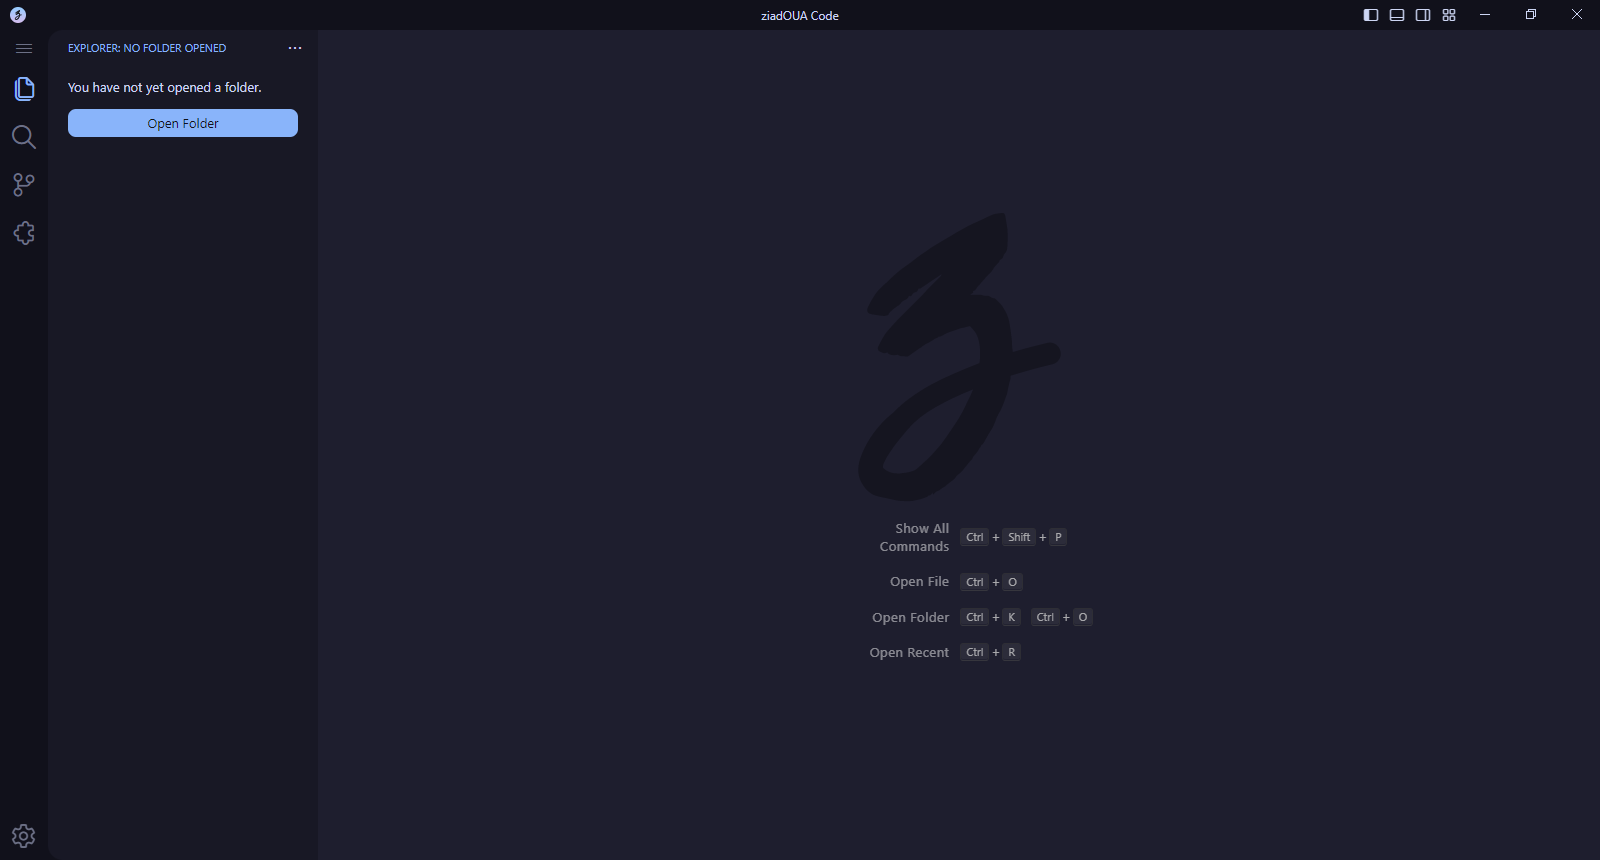 ziadOUA Code
EXPLORER: NO FOLDER OPENED
You have not yet opened a folder.
Open Folder
Show All
Commands
Ctrl + Shift + P
Open File Ctrl + O
Open Folder Ctrl + K Ctrl + O
Open Recent Ctrl + R